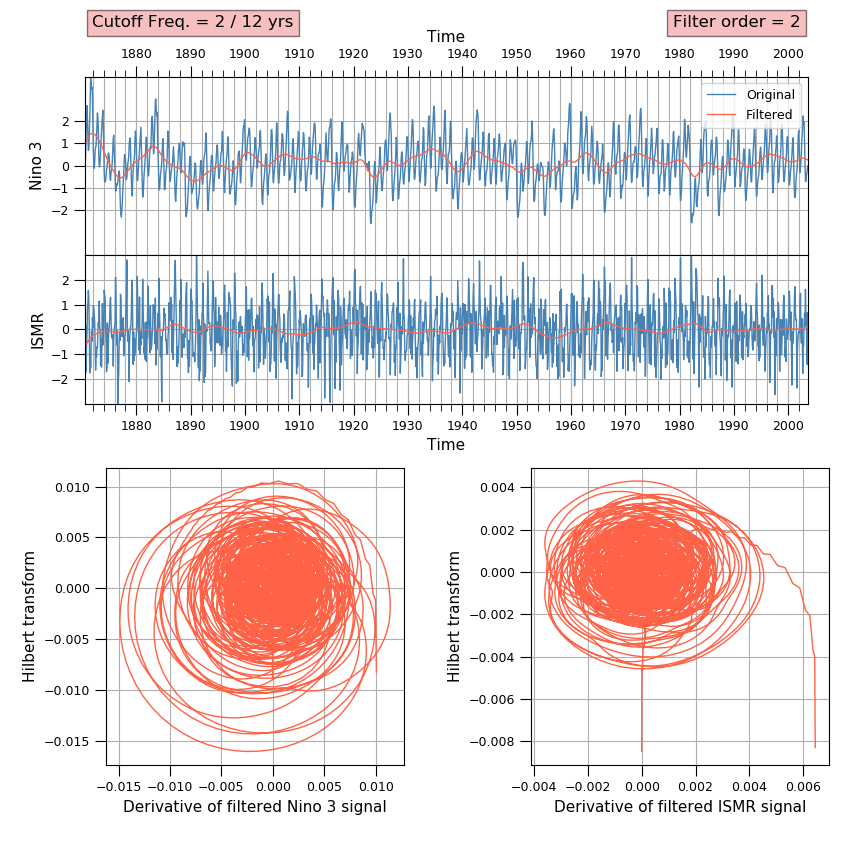 Cutoff Freq. = 2 / 12 yrs
Filter order = 2
Time
1880 1890 1900 1910 1920 1930 1940 1950 1960 1970 1980 1990 2000
Original
Filtered
Nino 3
2
1
0
−1
−2
ISMR
2
1
0
−1
−2
1880 1890 1900 1910 1920 1930 1940 1950 1960 1970 1980 1990 2000
Time
Hilbert transform
0.010
0.005
0.000
−0.005
−0.010
−0.015
−0.015 −0.010 −0.005 0.000 0.005 0.010
Derivative of filtered Nino 3 signal
Hilbert transform
0.004
0.002
0.000
−0.002
−0.004
−0.006
−0.008
−0.004 −0.002 0.000 0.002 0.004 0.006
Derivative of filtered ISMR signal